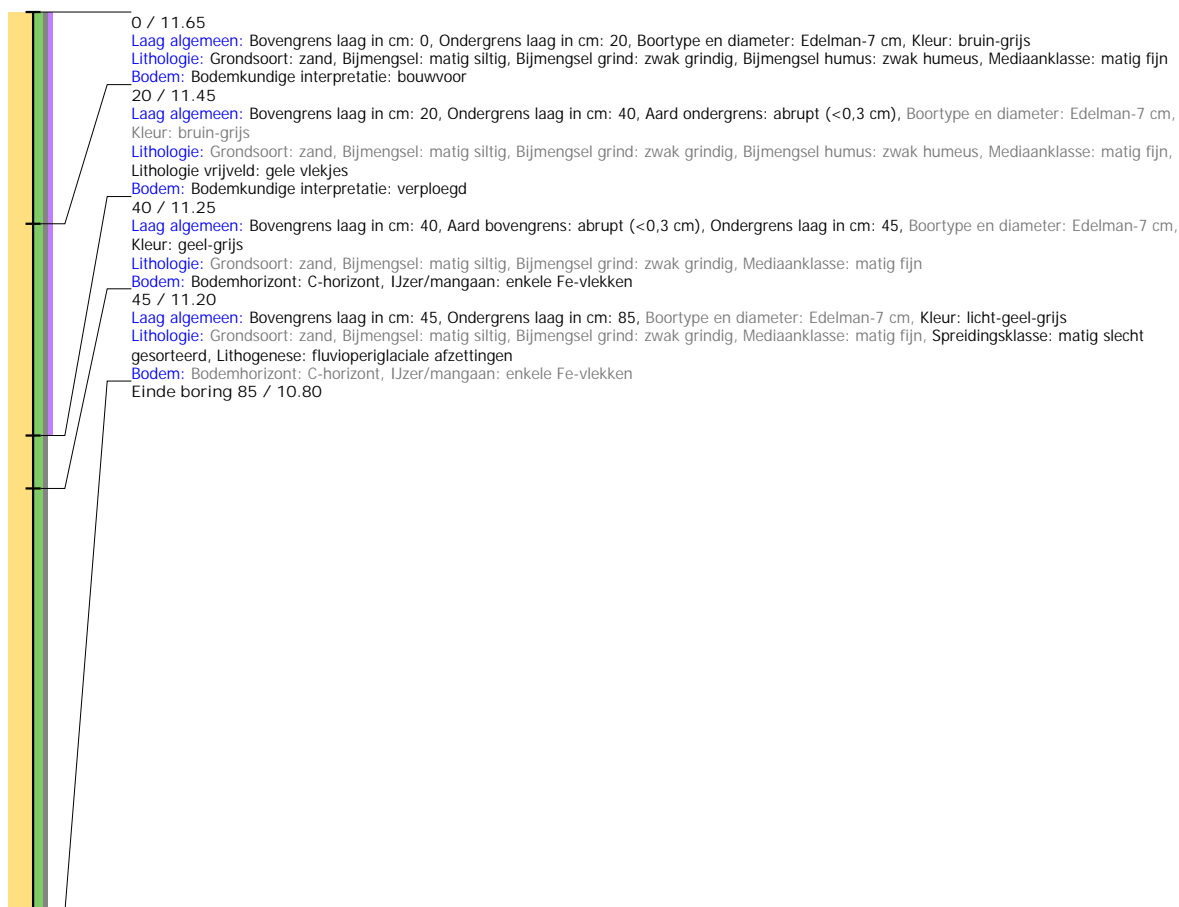 0 / 11.65
Laag algemeen: Bovengrens laag in cm: 0, Ondergrens laag in cm: 20, Boortype en diameter: Edelman-7 cm, Kleur: bruin-grijs
Lithologie: Grondsoort: zand, Bijmengsel: matig siltig, Bijmengsel grind: zwak grindig, Bijmengsel humus: zwak humeus, Mediaanklasse: matig fijn
Bodem: Bodemkundige interpretatie: bouwvoor
20 / 11.45
Laag algemeen: Bovengrens laag in cm: 20, Ondergrens laag in cm: 40, Aard ondergrens: abrupt (<0,3 cm), Boortype en diameter: Edelman-7 cm,
Kleur: bruin-grijs
Lithologie: Grondsoort: zand, Bijmengsel: matig siltig, Bijmengsel grind: zwak grindig, Bijmengsel humus: zwak humeus, Mediaanklasse: matig fijn,
Lithologie vrijveld: gele vlekjes
Bodem: Bodemkundige interpretatie: verploegd
40 / 11.25
Laag algemeen: Bovengrens laag in cm: 40, Aard bovengrens: abrupt (<0,3 cm), Ondergrens laag in cm: 45, Boortype en diameter: Edelman-7 cm,
Kleur: geel-grijs
Lithologie: Grondsoort: zand, Bijmengsel: matig siltig, Bijmengsel grind: zwak grindig, Mediaanklasse: matig fijn
Bodem: Bodemhorizont: C-horizont, IJzer/mangaan: enkele Fe-vlekken
45 / 11.20
Laag algemeen: Bovengrens laag in cm: 45, Ondergrens laag in cm: 85, Boortype en diameter: Edelman-7 cm, Kleur: licht-geel-grijs
Lithologie: Grondsoort: zand, Bijmengsel: matig siltig, Bijmengsel grind: zwak grindig, Mediaanklasse: matig fijn, Spreidingsklasse: matig slecht
gesorteerd, Lithogenese: fluvioperiglaciale afzettingen
Bodem: Bodemhorizont: C-horizont, IJzer/mangaan: enkele Fe-vlekken
Einde boring 85 / 10.80